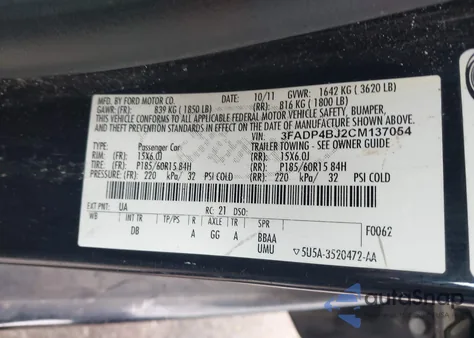 MFD. BY FORD MOTOR CO. 10/11 GVWR: 1642 KG ( 3620 LB)
GAWR: (FR): 839 KG ( 1850 LB) (RR): 816 KG ( 1800 LB)
THIS VEHICLE CONFORMS TO ALL APPLICABLE FEDERAL MOTOR VEHICLE SAFETY, BUMPER,
AND THEFT PREVENTION STANDARDS IN EFFECT ON THE DATE OF MANUFACTURE SHOWN ABOVE.
VIN: 3FADP4BJ2CM137054
TYPE: Passenger Car TRAILER TOWING - SEE OWNER GUIDE
RIM: 15X6.0J (RR): 15X6.0J
TIRES: (FR): P185/60R15 84H (RR): P185/60R15 84H
PRESSURE: (FR): 220 kPa/ 32 PSI COLD (RR): 220 kPa/ 32 PSI COLD
EXT PNT: UA RC: 21 DSO: F0062
WB INT TR TP/PS R AXLE TR SPR
DB A GG A BBAA
UMU ▽5U5A-3520472-AA
autoSnap